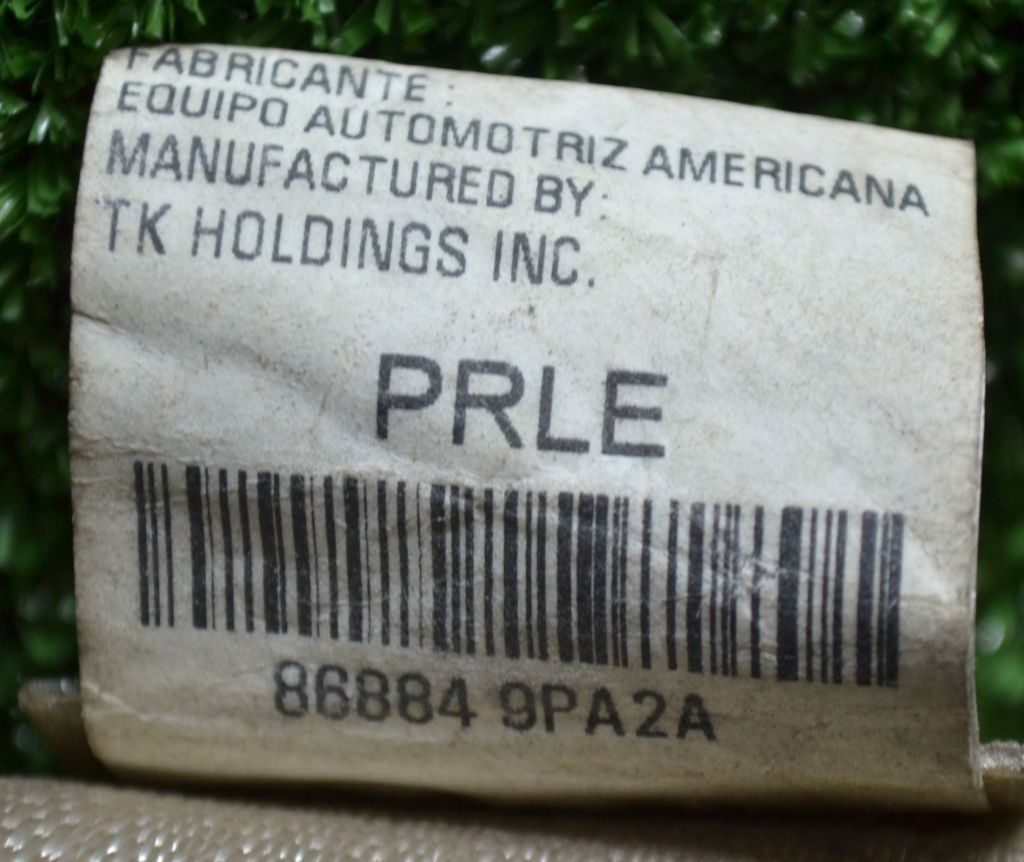 FABRICANTE :
EQUIPO AUTOMOTRIZ AMERICANA
MANUFACTURED BY:
TK HOLDINGS INC.
PRLE
86884 9PA2A